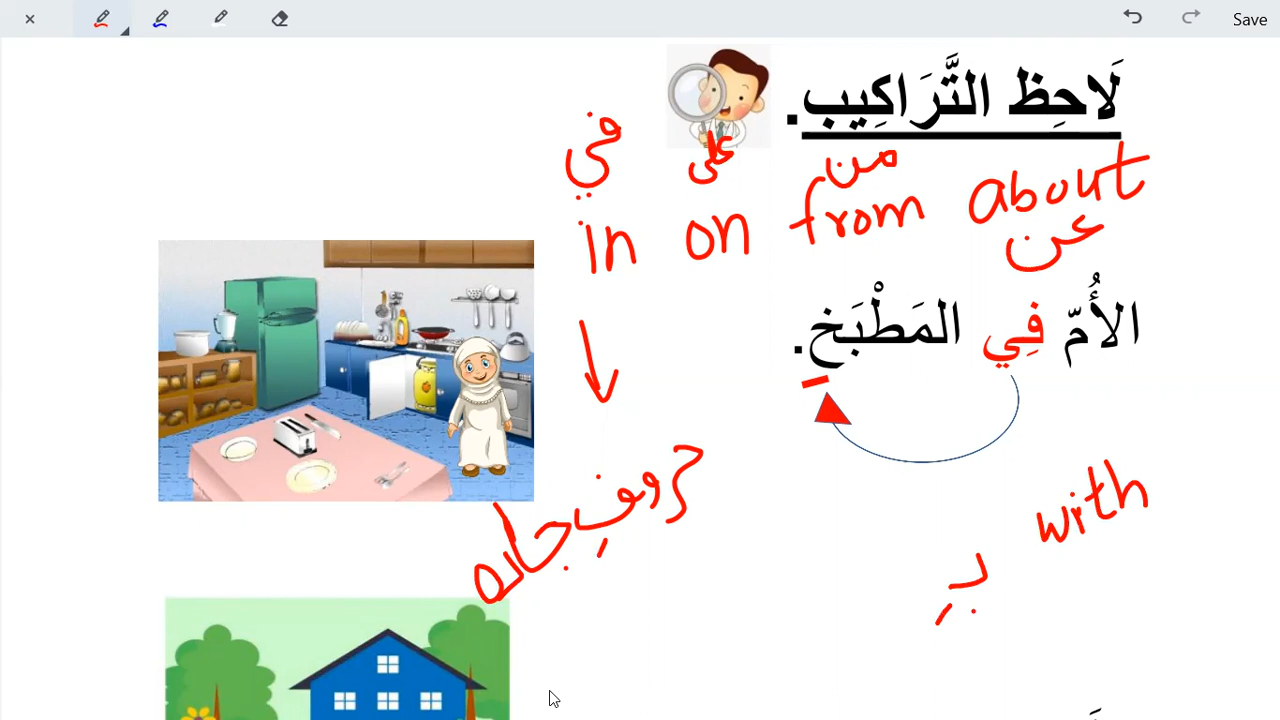 Save
لَاحِظ التَّرَاكِيب.
في على من
in on from about
عن
الأُمّ فِي المَطْبَخ.
حروف جاره
with
بـِ